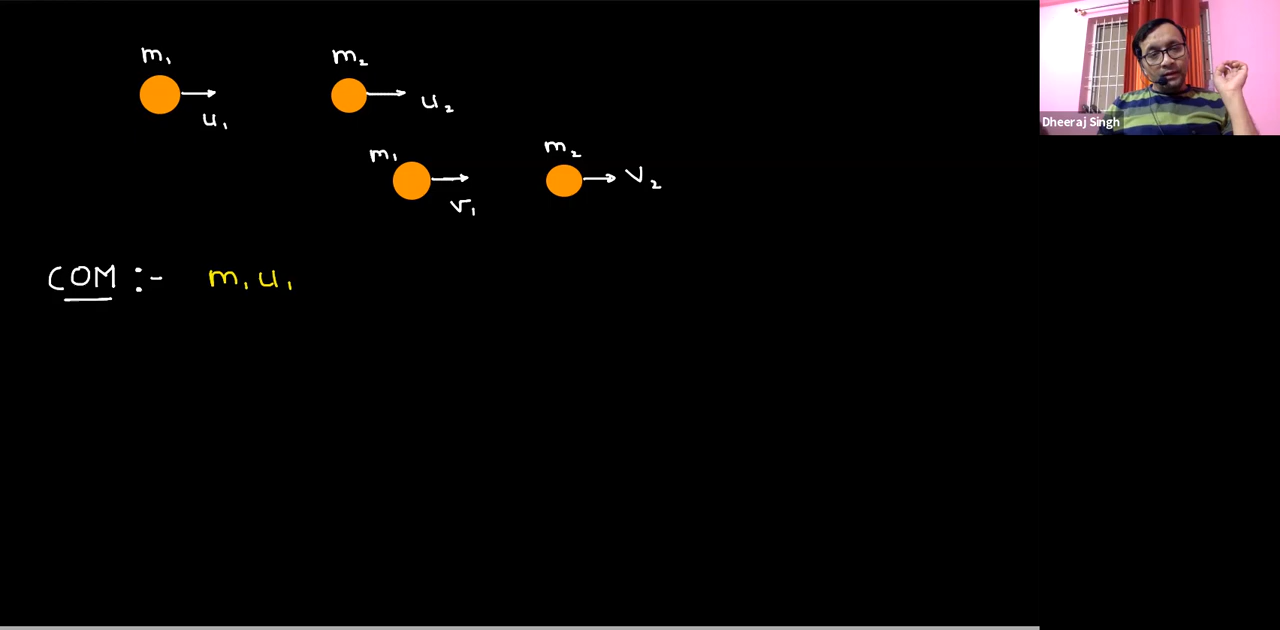 m₁ m₂
u₁ u₂
m₁ m₂
v₁ v₂
COM :- m₁u₁
Dheeraj Singh